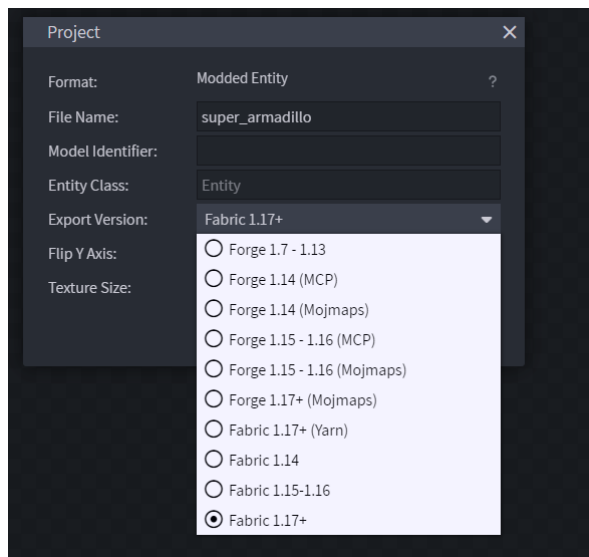 Project
Format: Modded Entity ?
File Name: super_armadillo
Model Identifier:
Entity Class: Entity
Export Version: Fabric 1.17+
Flip Y Axis:
Texture Size:
Forge 1.7 - 1.13
Forge 1.14 (MCP)
Forge 1.14 (Mojmaps)
Forge 1.15 - 1.16 (MCP)
Forge 1.15 - 1.16 (Mojmaps)
Forge 1.17+ (Mojmaps)
Fabric 1.17+ (Yarn)
Fabric 1.14
Fabric 1.15-1.16
Fabric 1.17+